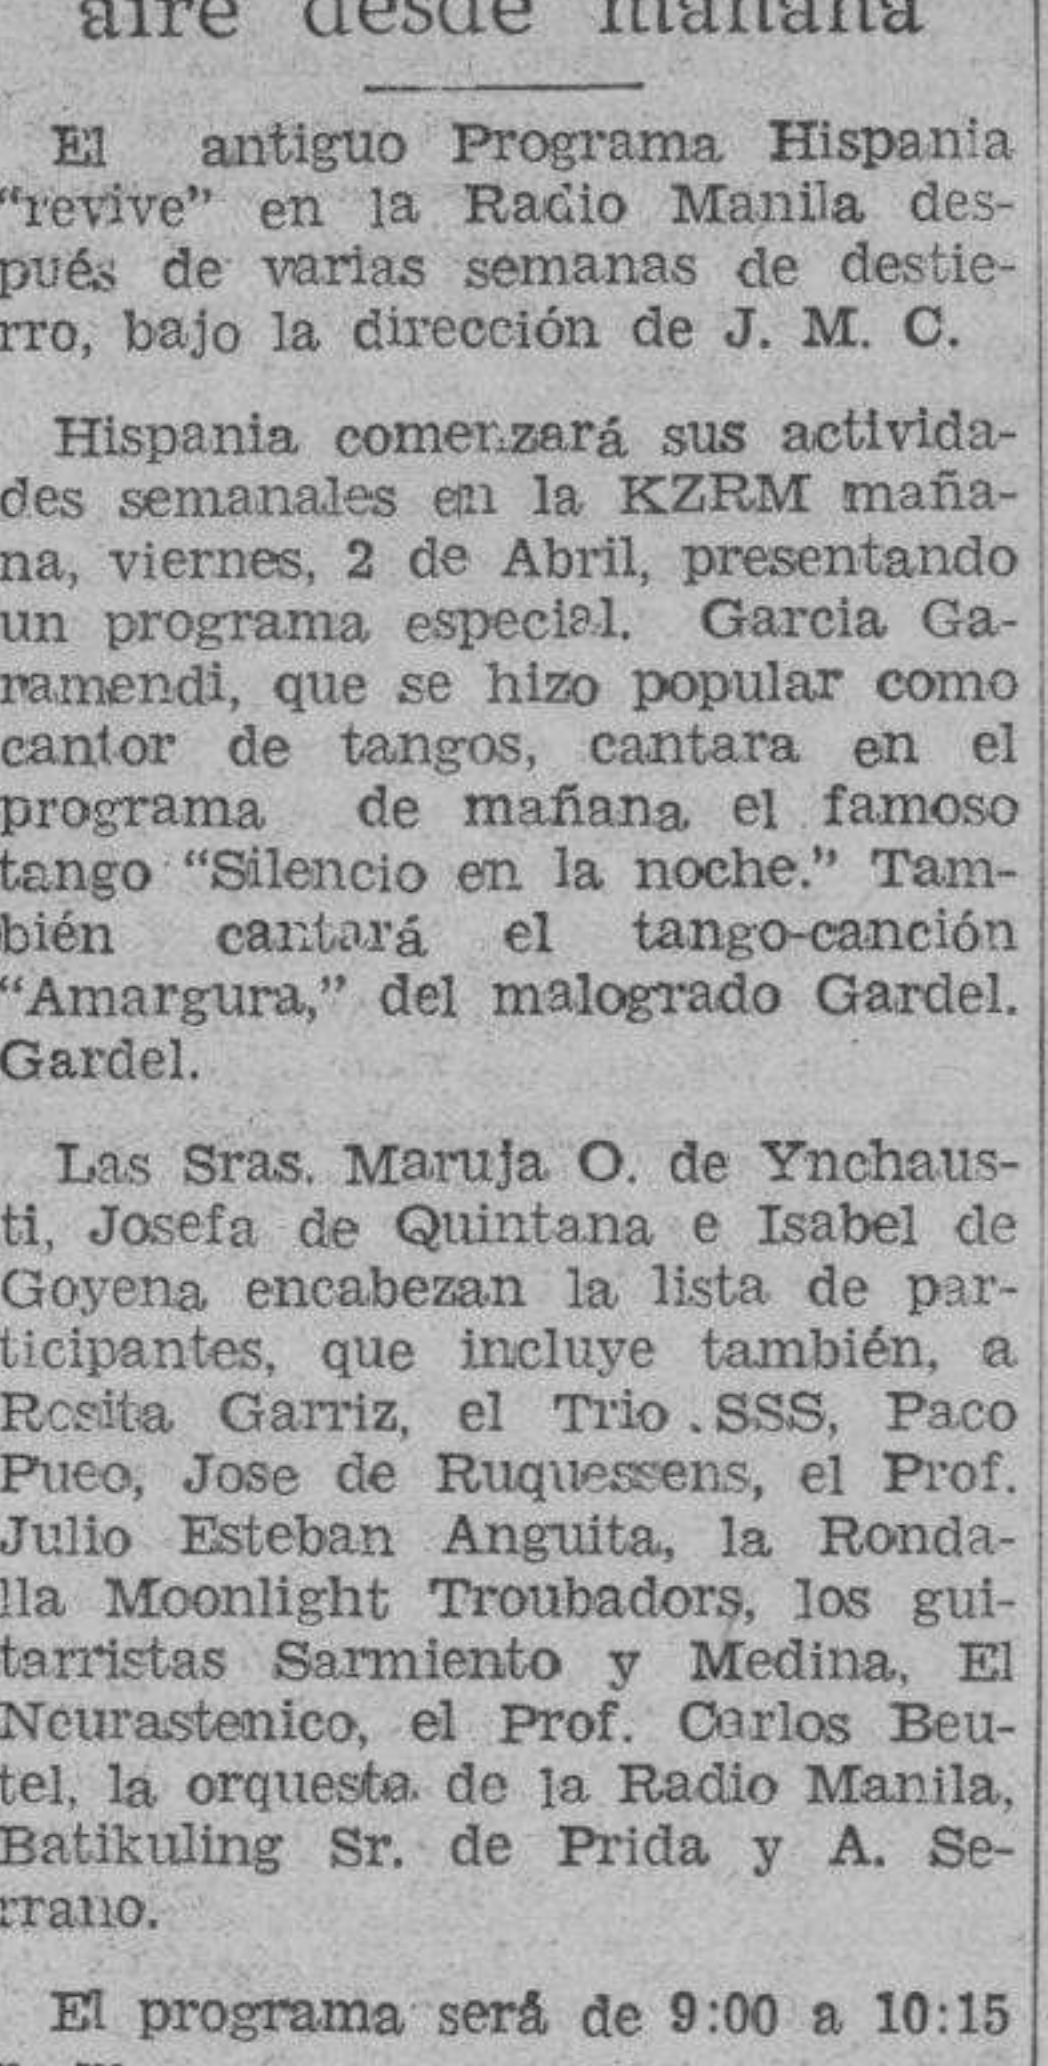 aire desde mañana
El antiguo Programa Hispania
“revive” en la Radio Manila des-
pués de varias semanas de destie-
rro, bajo la dirección de J. M. C.
Hispania comenzará sus activida-
des semanales en la KZRM maña-
na, viernes, 2 de Abril, presentando
un programa especial. Garcia Ga-
ramendi, que se hizo popular como
cantor de tangos, cantara en el
programa de mañana el famoso
tango “Silencio en la noche.” Tam-
bién cantará el tango-canción
“Amargura,” del malogrado Gardel.
Gardel.
Las Sras. Maruja O. de Ynchaus-
ti, Josefa de Quintana e Isabel de
Goyena encabezan la lista de par-
ticipantes, que incluye también, a
Rosita Garriz, el Trio .SSS, Paco
Pueo, Jose de Ruquessens, el Prof.
Julio Esteban Anguita, la Ronda-
lla Moonlight Troubadors, los gui-
tarristas Sarmiento y Medina, El
Neurastenico, el Prof. Carlos Beu-
tel, la orquesta de la Radio Manila,
Batikuling Sr. de Prida y A. Se-
rrano.
El programa será de 9:00 a 10:15